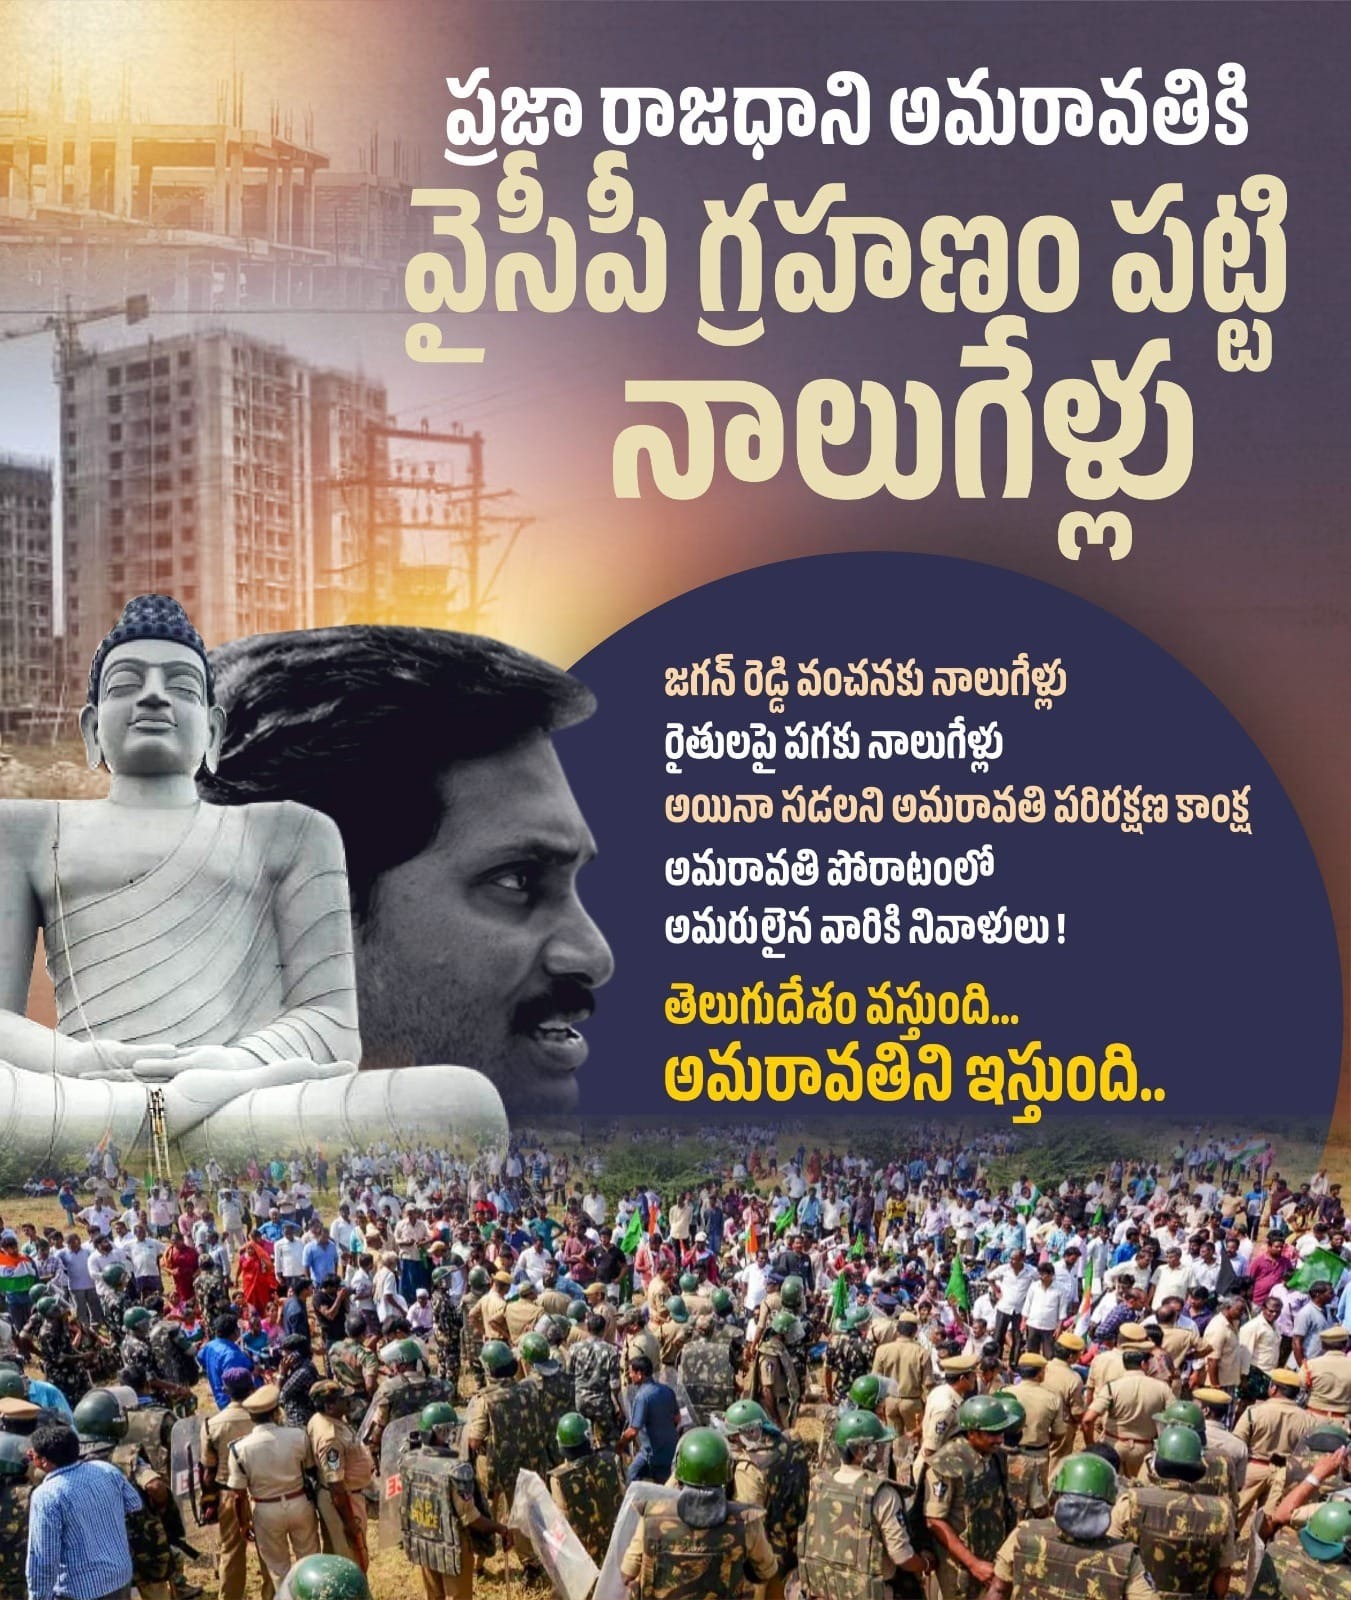 ప్రజా రాజధాని అమరావతికి
వైసీపీ గ్రహణం పట్టి
నాలుగేళ్లు
జగన్ రెడ్డి వంచనకు నాలుగేళ్లు
రైతులపై పగకు నాలుగేళ్లు
అయినా సడలని అమరావతి పరిరక్షణ కాంక్ష
అమరావతి పోరాటంలో
అమరులైన వారికి నివాళులు !
తెలుగుదేశం వస్తుంది...
అమరావతిని ఇస్తుంది..